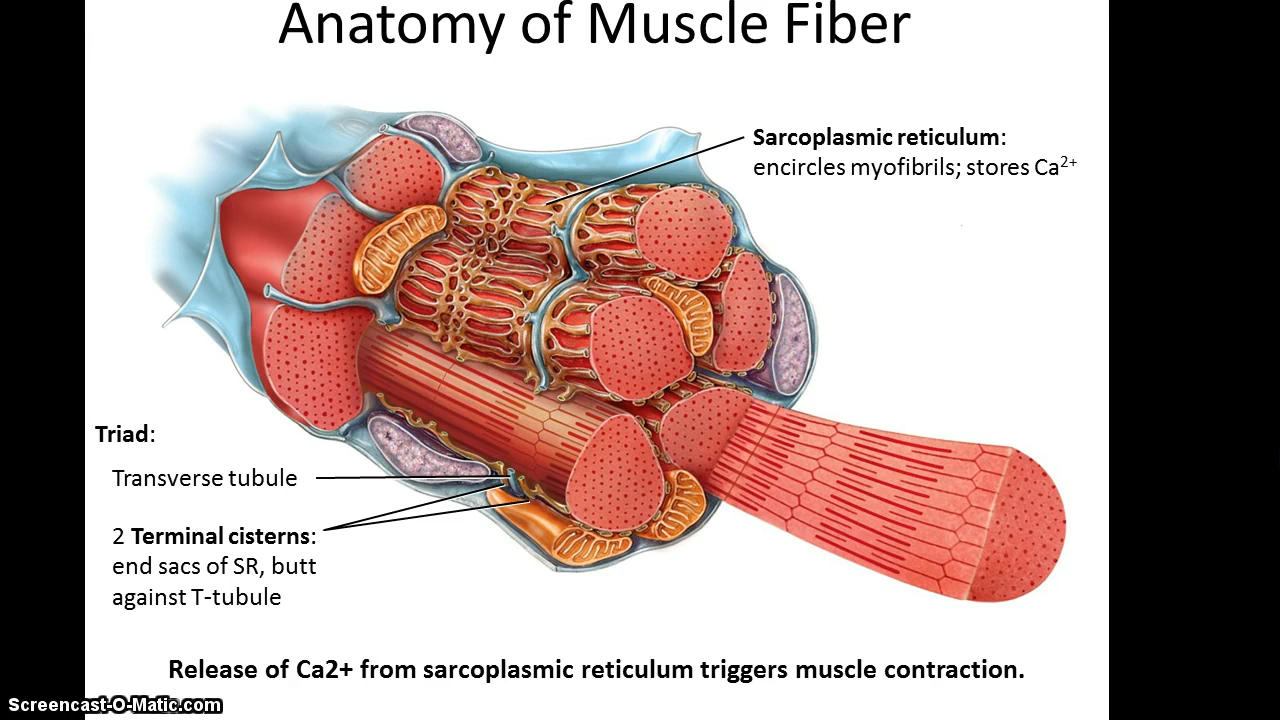 Anatomy of Muscle Fiber
Sarcoplasmic reticulum:
encircles myofibrils; stores Ca²⁺
Triad:
Transverse tubule
2 Terminal cisterns:
end sacs of SR, butt
against T-tubule
Release of Ca2+ from sarcoplasmic reticulum triggers muscle contraction.
Screencast-O-Matic.com